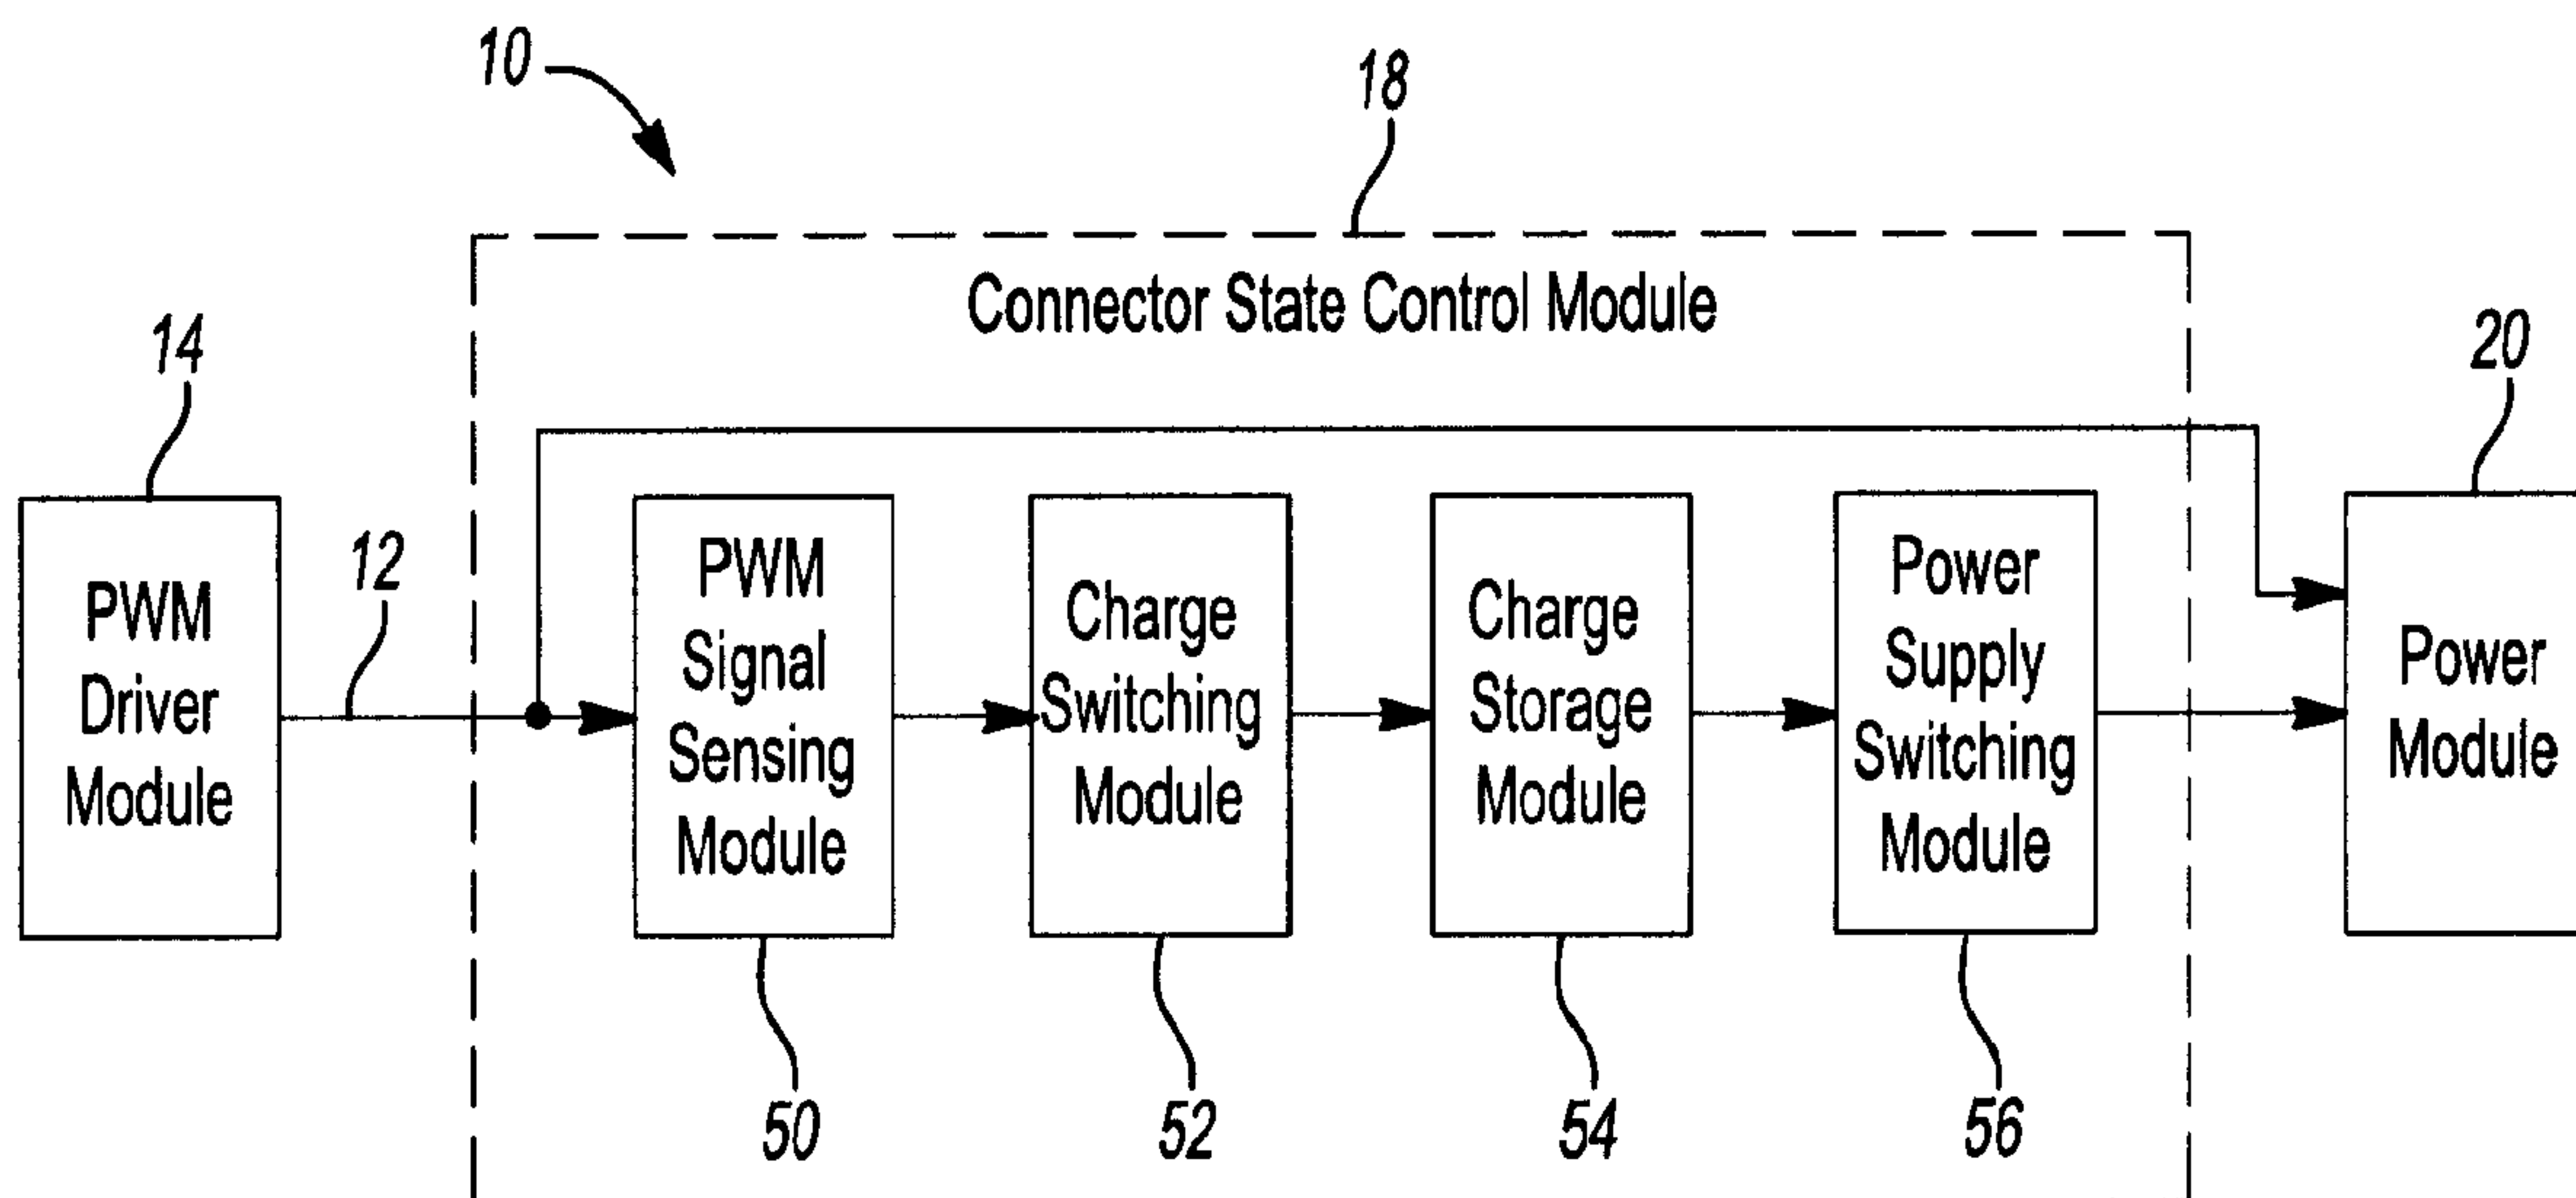 10
18
Connector State Control Module
14
20
12
PWM
Driver
Module
PWM
Signal
Sensing
Module
Charge
Switching
Module
Charge
Storage
Module
Power
Supply
Switching
Module
Power
Module
50
52
54
56